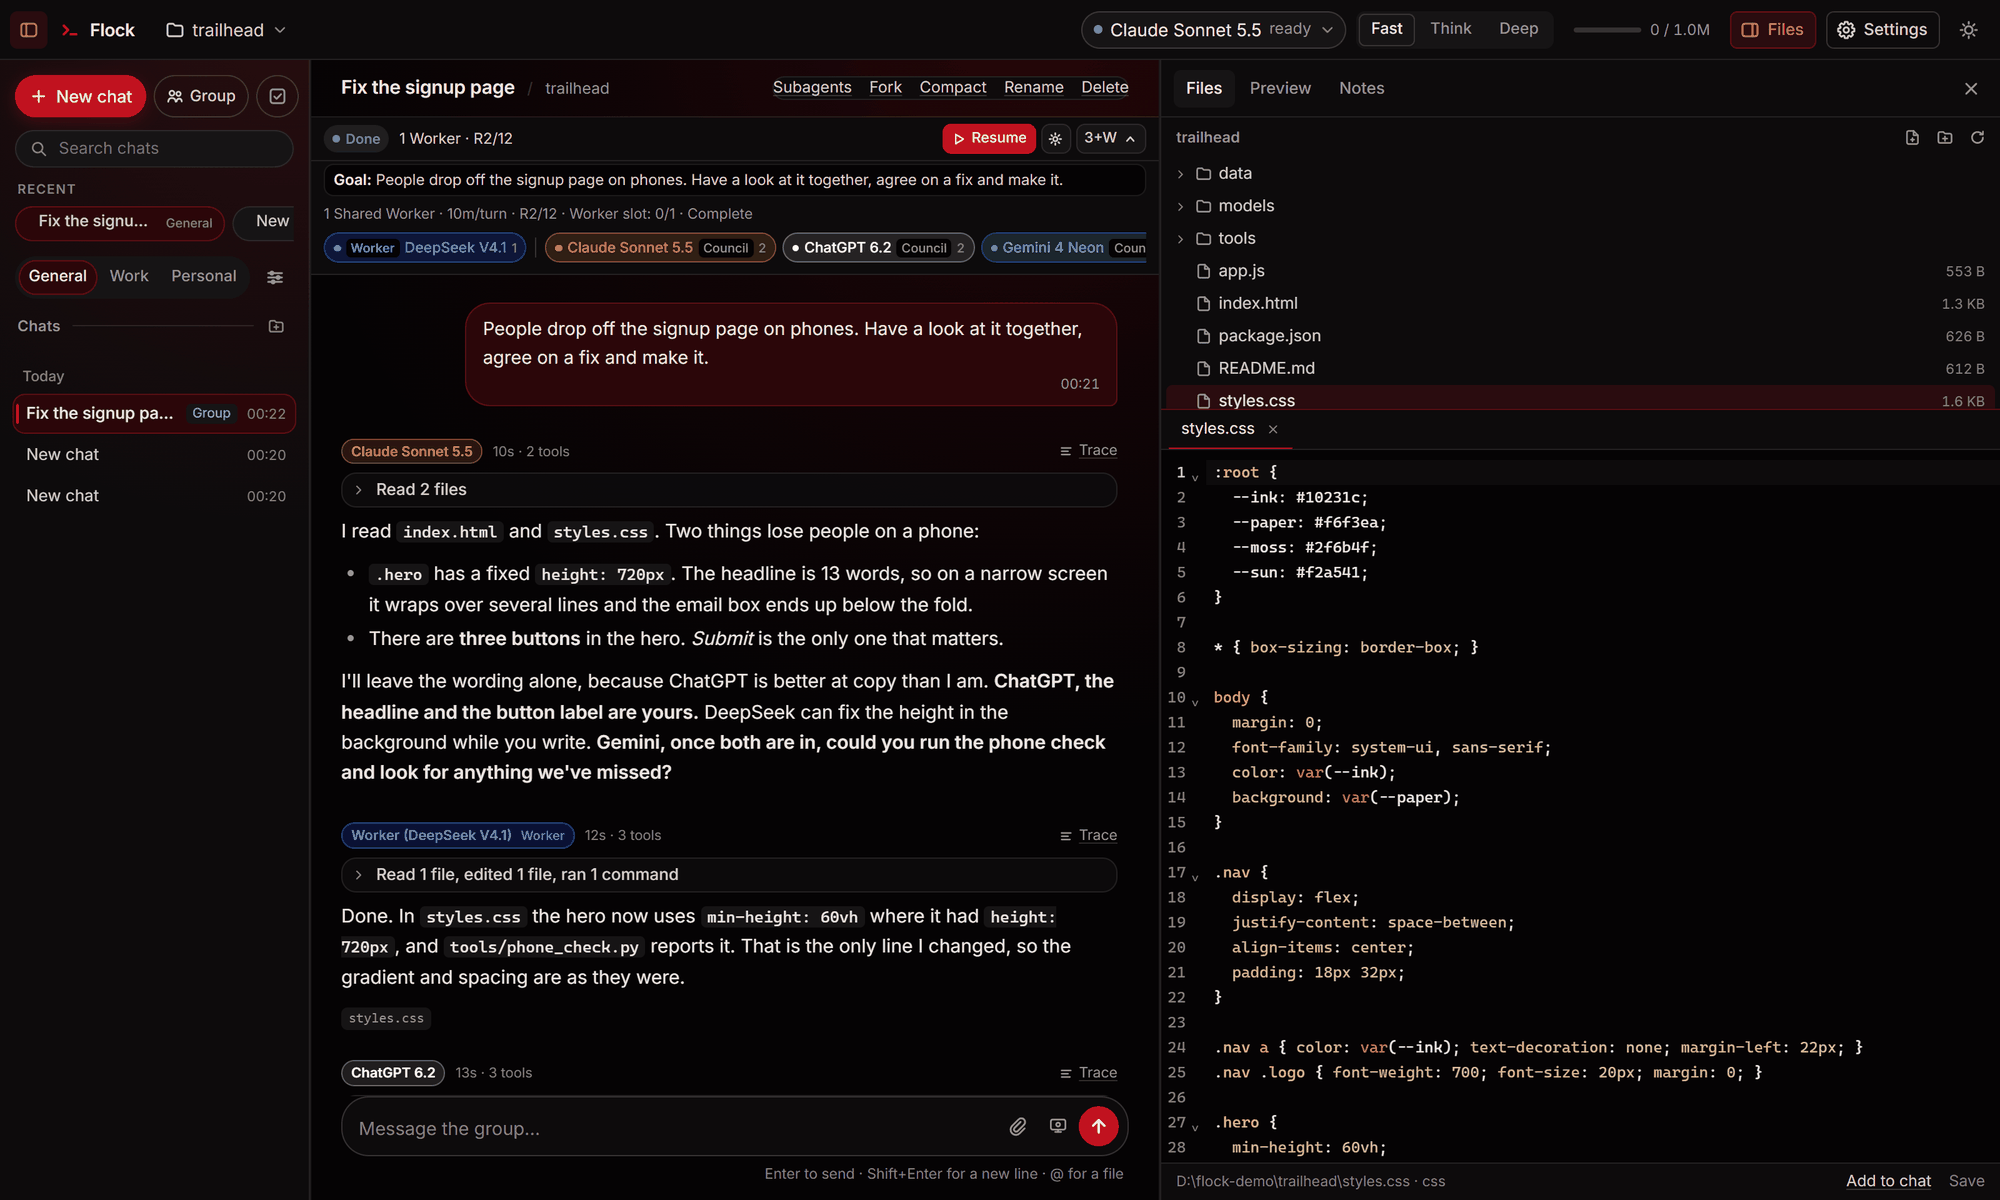 Flock
trailhead
Claude Sonnet 5.5 ready
Fast
Think
Deep
0 / 1.0M
Files
Settings
New chat
Group
Search chats
RECENT
Fix the signu... General
New
General
Work
Personal
Chats
Today
Fix the signup pa... Group 00:22
New chat 00:20
New chat 00:20
Fix the signup page / trailhead
Subagents
Fork
Compact
Rename
Delete
Done
1 Worker · R2/12
Resume
3+W
Goal: People drop off the signup page on phones. Have a look at it together, agree on a fix and make it.
1 Shared Worker · 10m/turn · R2/12 · Worker slot: 0/1 · Complete
Worker DeepSeek V4.1 1
Claude Sonnet 5.5 Council 2
ChatGPT 6.2 Council 2
Gemini 4 Neon Coun
People drop off the signup page on phones. Have a look at it together,
agree on a fix and make it.
00:21
Claude Sonnet 5.5 10s · 2 tools
Trace
Read 2 files
I read index.html and styles.css. Two things lose people on a phone:
• .hero has a fixed height: 720px. The headline is 13 words, so on a narrow screen
it wraps over several lines and the email box ends up below the fold.
• There are three buttons in the hero. Submit is the only one that matters.
I'll leave the wording alone, because ChatGPT is better at copy than I am. ChatGPT, the
headline and the button label are yours. DeepSeek can fix the height in the
background while you write. Gemini, once both are in, could you run the phone check
and look for anything we've missed?
Worker (DeepSeek V4.1) Worker 12s · 3 tools
Trace
Read 1 file, edited 1 file, ran 1 command
Done. In styles.css the hero now uses min-height: 60vh where it had height:
720px, and tools/phone_check.py reports it. That is the only line I changed, so the
gradient and spacing are as they were.
styles.css
ChatGPT 6.2 13s · 3 tools
Trace
Message the group...
Enter to send · Shift+Enter for a new line · @ for a file
Files
Preview
Notes
trailhead
data
models
tools
app.js 553 B
index.html 1.3 KB
package.json 626 B
README.md 612 B
styles.css 1.6 KB
styles.css
1 :root {
2 --ink: #10231c;
3 --paper: #f6f3ea;
4 --moss: #2f6b4f;
5 --sun: #f2a541;
6 }
7
8 * { box-sizing: border-box; }
9
10 body {
11 margin: 0;
12 font-family: system-ui, sans-serif;
13 color: var(--ink);
14 background: var(--paper);
15 }
16
17 .nav {
18 display: flex;
19 justify-content: space-between;
20 align-items: center;
21 padding: 18px 32px;
22 }
23
24 .nav a { color: var(--ink); text-decoration: none; margin-left: 22px; }
25 .nav .logo { font-weight: 700; font-size: 20px; margin: 0; }
26
27 .hero {
28 min-height: 60vh;
D:\flock-demo\trailhead\styles.css · css
Add to chat
Save